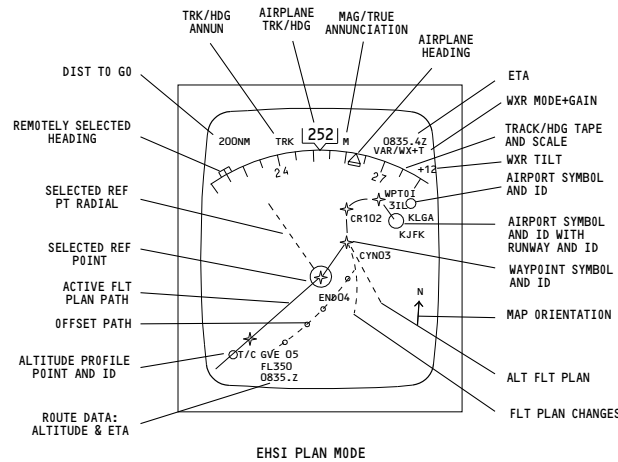 TRK/HDG
ANNUN
AIRPLANE
TRK/HDG
MAG/TRUE
ANNUNCIATION
AIRPLANE
HEADING
DIST TO GO
ETA
WXR MODE+GAIN
REMOTELY SELECTED
HEADING
TRACK/HDG TAPE
AND SCALE
WXR TILT
200NM
TRK
252
M
0835.4Z
VAR/WX+T
+12
24
27
SELECTED REF
PT RADIAL
AIRPORT SYMBOL
AND ID
WPT01
3IL
KLGA
CR102
KJFK
AIRPORT SYMBOL
AND ID WITH
RUNWAY AND ID
SELECTED REF
POINT
CYN03
WAYPOINT SYMBOL
AND ID
ACTIVE FLT
PLAN PATH
END04
N
OFFSET PATH
MAP ORIENTATION
ALTITUDE PROFILE
POINT AND ID
T/C GVE 05
FL350
0835.Z
ALT FLT PLAN
ROUTE DATA:
ALTITUDE & ETA
FLT PLAN CHANGES
EHSI PLAN MODE